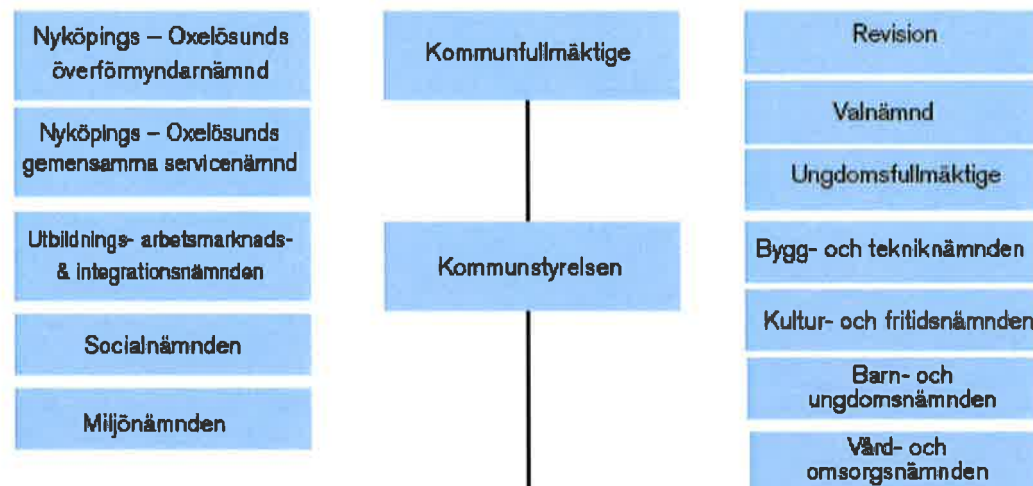 Nyköpings – Oxelösunds
överförmyndarnämnd
Nyköpings – Oxelösunds
gemensamma servicenämnd
Utbildnings- arbetsmarknads-
& integrationsnämnden
Socialnämnden
Miljönämnden
Kommunfullmäktige
Kommunstyrelsen
Revision
Valnämnd
Ungdomsfullmäktige
Bygg- och tekniknämnden
Kultur- och fritidsnämnden
Barn- och
ungdomsnämnden
Vård- och
omsorgsnämnden